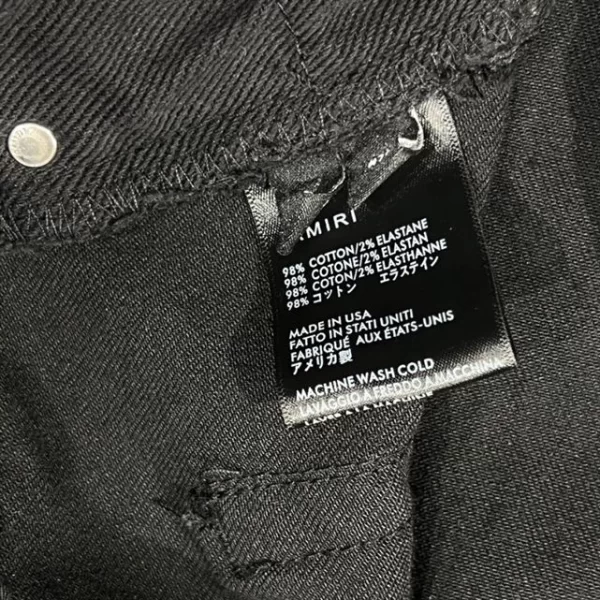 AMIRI
98% COTTON/2% ELASTANE
98% COTONE/2% ELASTAN
98% COTTON/2% ELASTHANNE
98% コットン エラステイン
MADE IN USA
FATTO IN STATI UNITI
FABRIQUÉ AUX ÉTATS-UNIS
アメリカ製
MACHINE WASH COLD
LAVAGGIO A FREDDO A MACCHINA